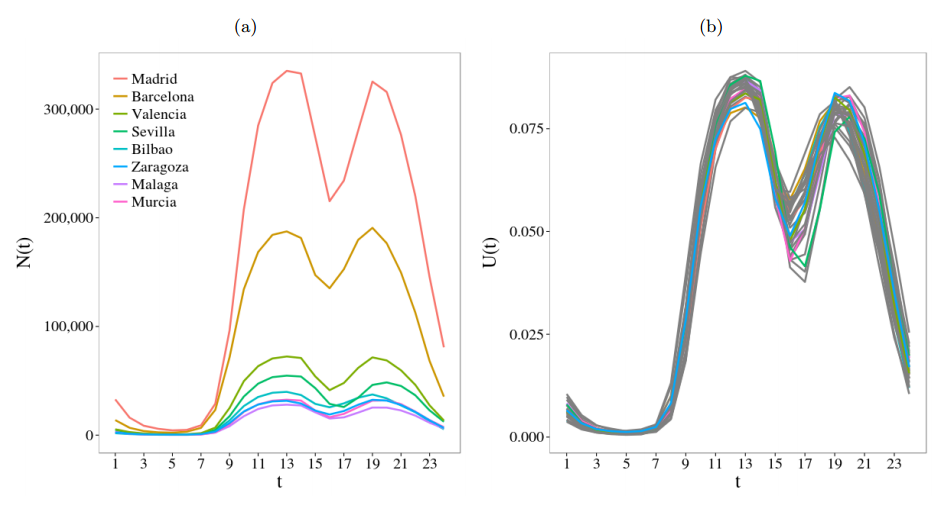 (a)
Madrid
Barcelona
Valencia
Sevilla
Bilbao
Zaragoza
Malaga
Murcia
300,000
200,000
100,000
0
N(t)
1 3 5 7 9 11 13 15 17 19 21 23
t
(b)
0.075
0.050
0.025
0.000
U(t)
1 3 5 7 9 11 13 15 17 19 21 23
t